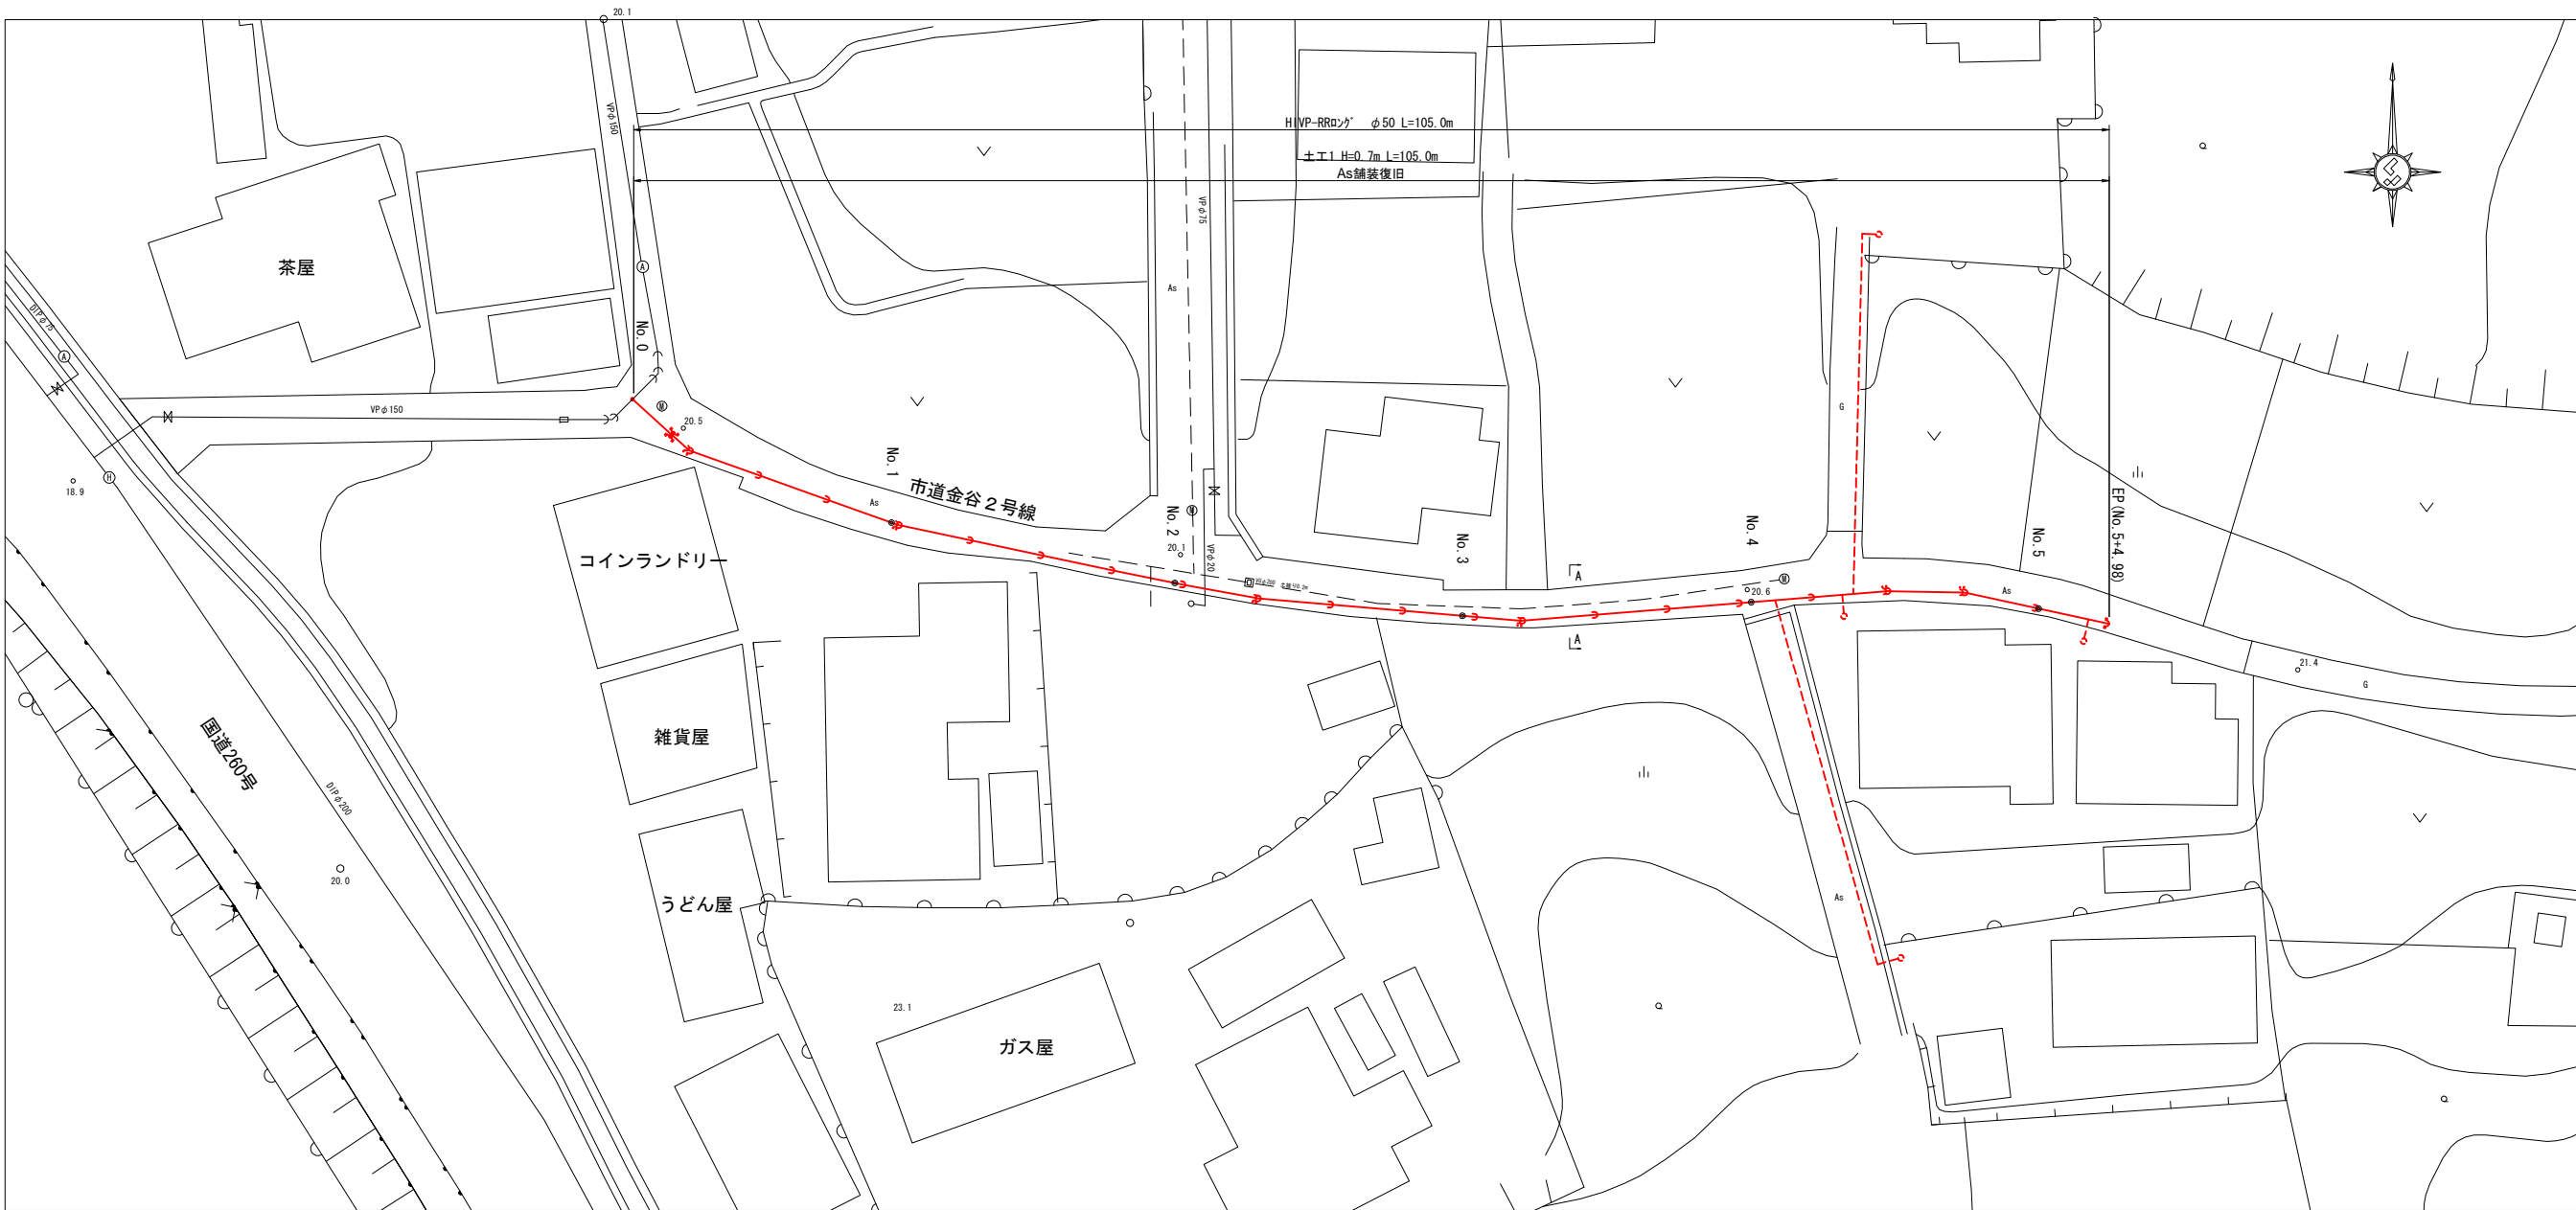 20.1
VPφ150
HIVP-RRロング φ50 L=105.0m
土工1 H=0.7m L=105.0m
As舗装復旧
VPφ75
茶屋
A
As
DIPφ75
A
No.0
VPφ150
M
20.5
G
No.1
As
市道金谷2号線
18.9
H
No.2
M
20.1
VPφ20
No.3
No.4
No.5
EP(No.5+4.98)
コインランドリー
A
M
20.6
As
A
21.4
G
国道260号
雑貨屋
DIPφ200
20.0
うどん屋
As
23.1
ガス屋